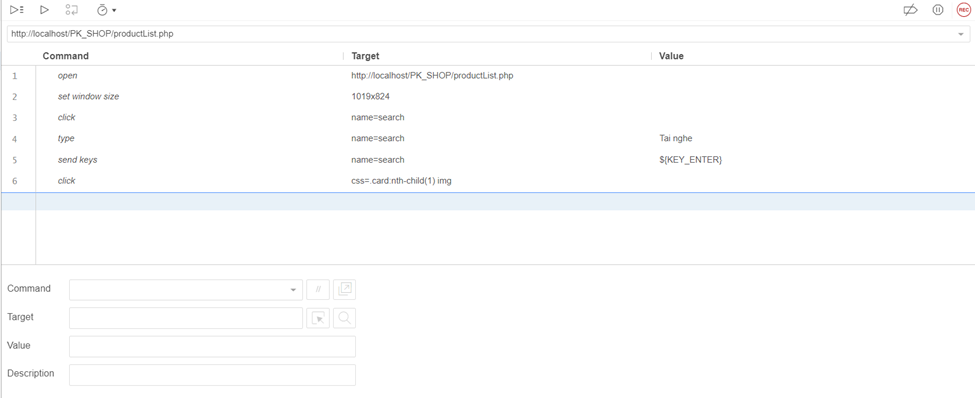 REC
http://localhost/PK_SHOP/productList.php
Command Target Value
1 open http://localhost/PK_SHOP/productList.php
2 set window size 1019x824
3 click name=search
4 type name=search Tai nghe
5 send keys name=search ${KEY_ENTER}
6 click css=.card:nth-child(1) img
Command //
Target
Value
Description